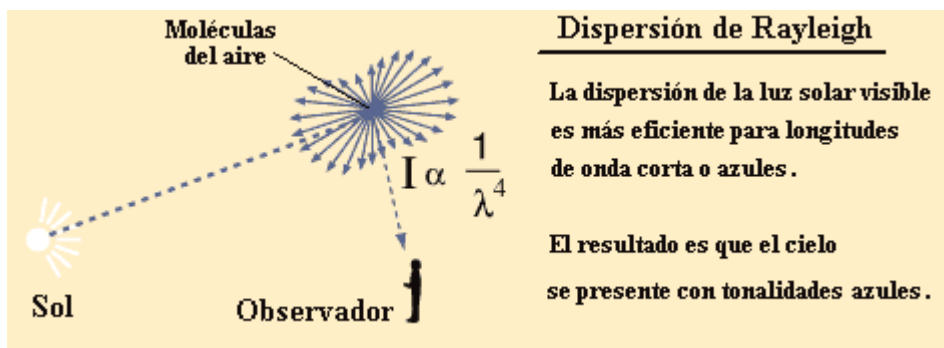 Moléculas
del aire
Dispersión de Rayleigh
La dispersión de la luz solar visible
es más eficiente para longitudes
de onda corta o azules.
I α 1/λ⁴
El resultado es que el cielo
se presente con tonalidades azules.
Sol
Observador